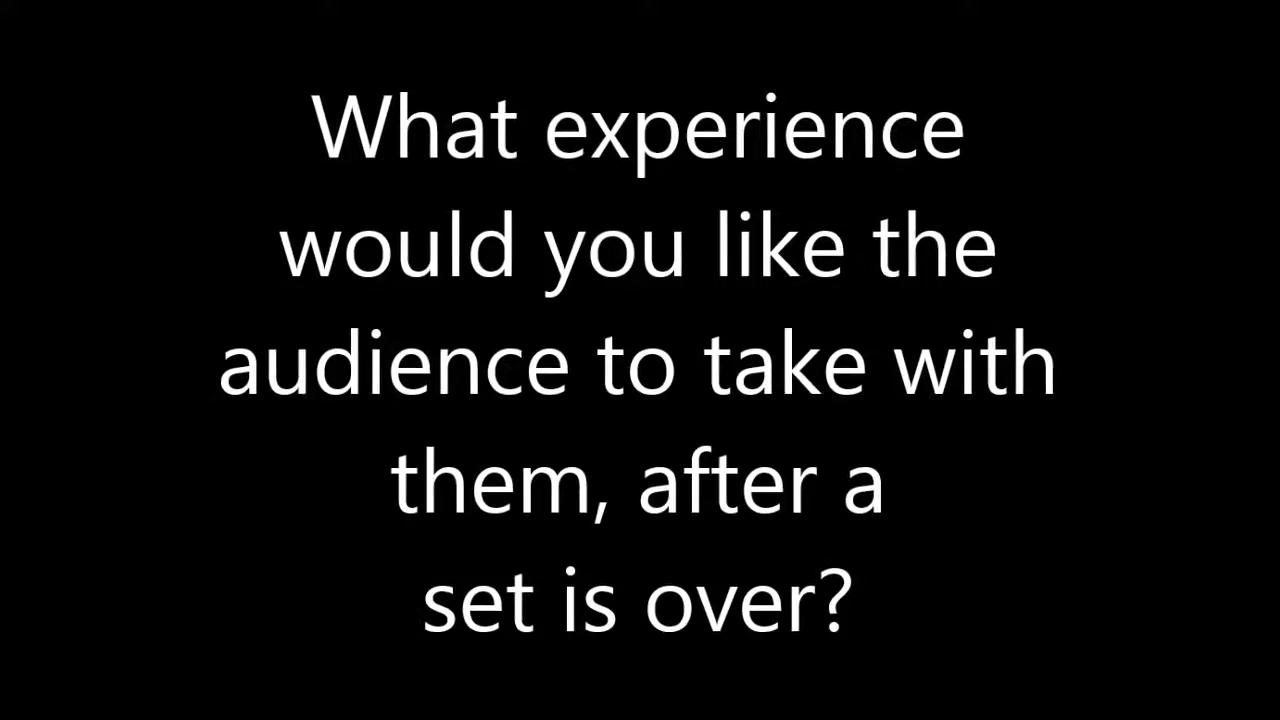 What experience
would you like the
audience to take with
them, after a
set is over?